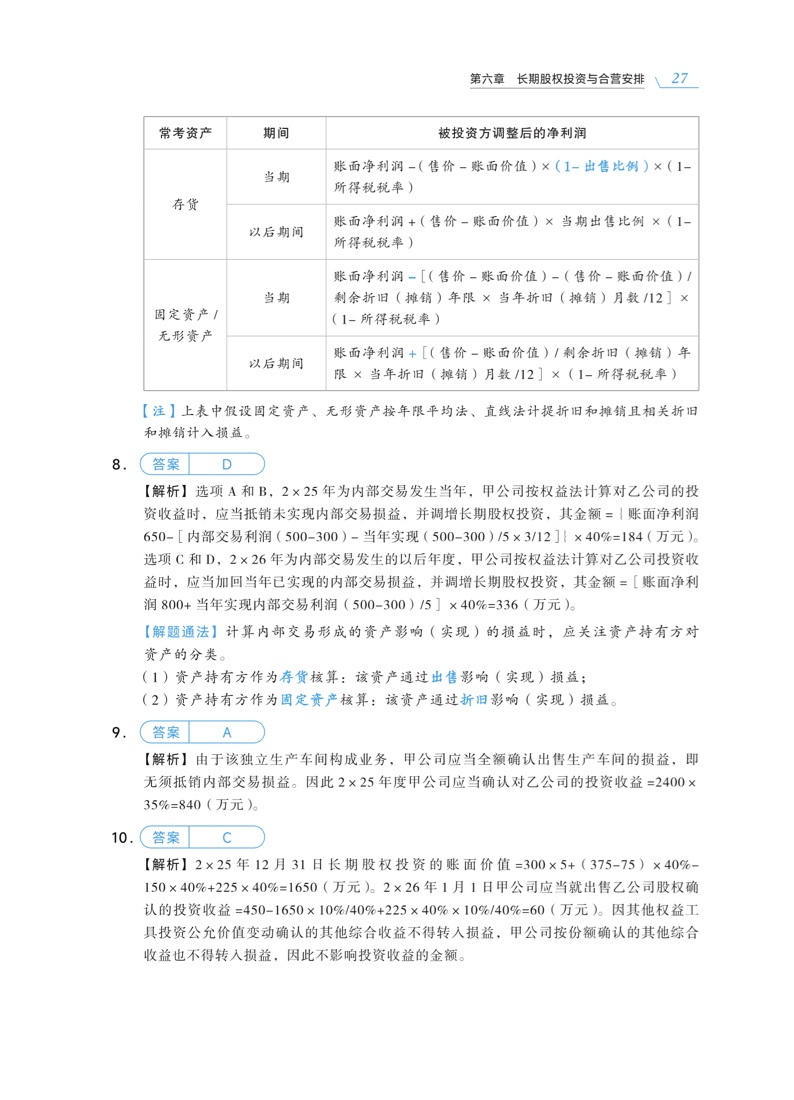 第六章 长期股权投资与合营安排 27
常考资产 期间 被投资方调整后的净利润
存货
当期
账面净利润 -（售价 - 账面价值）×（1- 出售比例）×（1-
所得税税率）
以后期间
账面净利润 +（售价 - 账面价值）× 当期出售比例 ×（1-
所得税税率）
固定资产 /
无形资产
当期
账面净利润 -［（售价 - 账面价值）-（售价 - 账面价值）/
剩余折旧（摊销）年限 × 当年折旧（摊销）月数 /12］×
（1- 所得税税率）
以后期间
账面净利润 +［（售价 - 账面价值）/ 剩余折旧（摊销）年
限 × 当年折旧（摊销）月数 /12］×（1- 所得税税率）
【注】上表中假设固定资产、无形资产按年限平均法、直线法计提折旧和摊销且相关折旧
和摊销计入损益。
8. 答案 D
【解析】选项 A 和 B，2×25 年为内部交易发生当年，甲公司按权益法计算对乙公司的投
资收益时，应当抵销未实现内部交易损益，并调增长期股权投资，其金额 =｛账面净利润
650-［内部交易利润（500-300）- 当年实现（500-300）/5×3/12］｝×40%=184（万元）。
选项 C 和 D，2×26 年为内部交易发生的以后年度，甲公司按权益法计算对乙公司投资收
益时，应当加回当年已实现的内部交易损益，并调增长期股权投资，其金额 =［账面净利
润 800+ 当年实现内部交易利润（500-300）/5］×40%=336（万元）。
【解题通法】计算内部交易形成的资产影响（实现）的损益时，应关注资产持有方对
资产的分类。
（1）资产持有方作为存货核算：该资产通过出售影响（实现）损益；
（2）资产持有方作为固定资产核算：该资产通过折旧影响（实现）损益。
9. 答案 A
【解析】由于该独立生产车间构成业务，甲公司应当全额确认出售生产车间的损益，即
无须抵销内部交易损益。因此 2×25 年度甲公司应当确认对乙公司的投资收益 =2400×
35%=840（万元）。
10. 答案 C
【解析】2×25 年 12 月 31 日长期股权投资的账面价值 =300×5+（375-75）×40%-
150×40%+225×40%=1650（万元）。2×26 年 1 月 1 日甲公司应当就出售乙公司股权确
认的投资收益 =450-1650×10%/40%+225×40%×10%/40%=60（万元）。因其他权益工
具投资公允价值变动确认的其他综合收益不得转入损益，甲公司按份额确认的其他综合
收益也不得转入损益，因此不影响投资收益的金额。